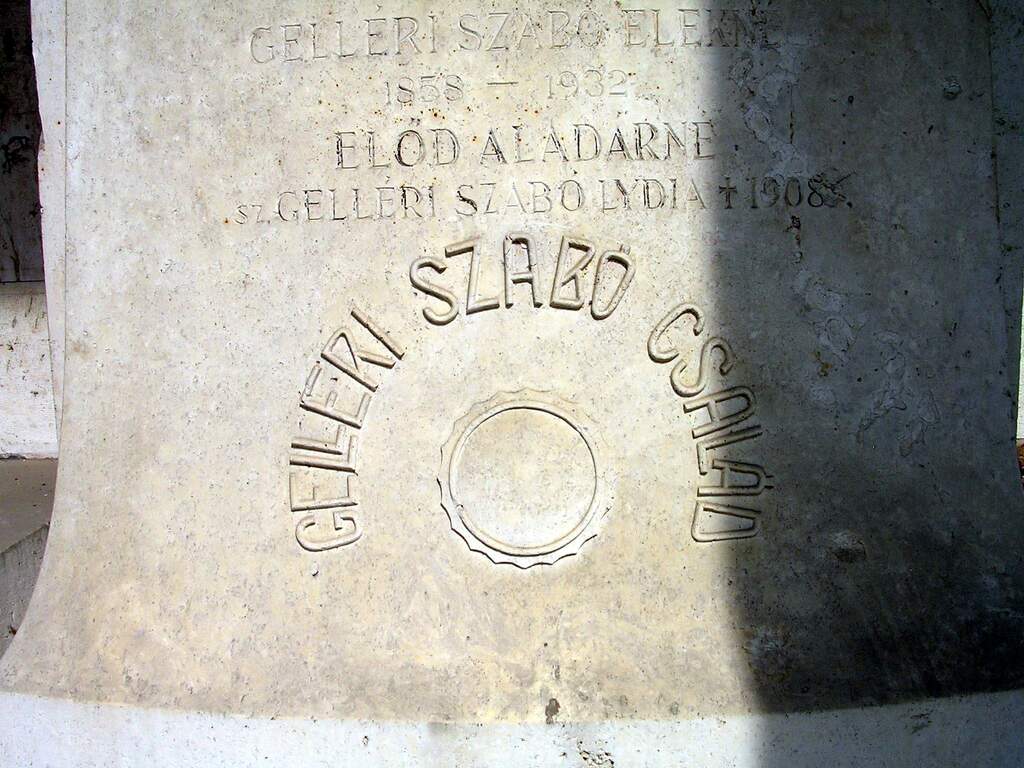 GELLÉRI SZABÓ ELEKNÉ
1858 — 1932
ELŐD ALADÁRNÉ
SZ. GELLÉRI SZABÓ LYDIA ✝ 1908
GELLÉRI SZABÓ CSALÁD